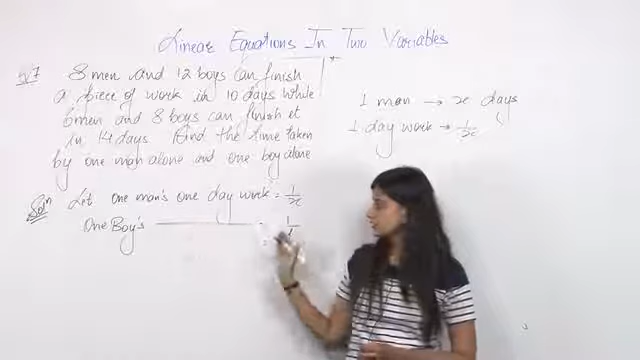 Linear Equations In Two Variables
Q7 8 men and 12 boys can finish
a piece of work in 10 days while
6 men and 8 boys can finish it
in 14 days Find the time taken
by one man alone and one boy alone
1 man → x days
1 day work → 1/x
Soln Let one man's one day work = 1/x
One Boy's ——— = 1/